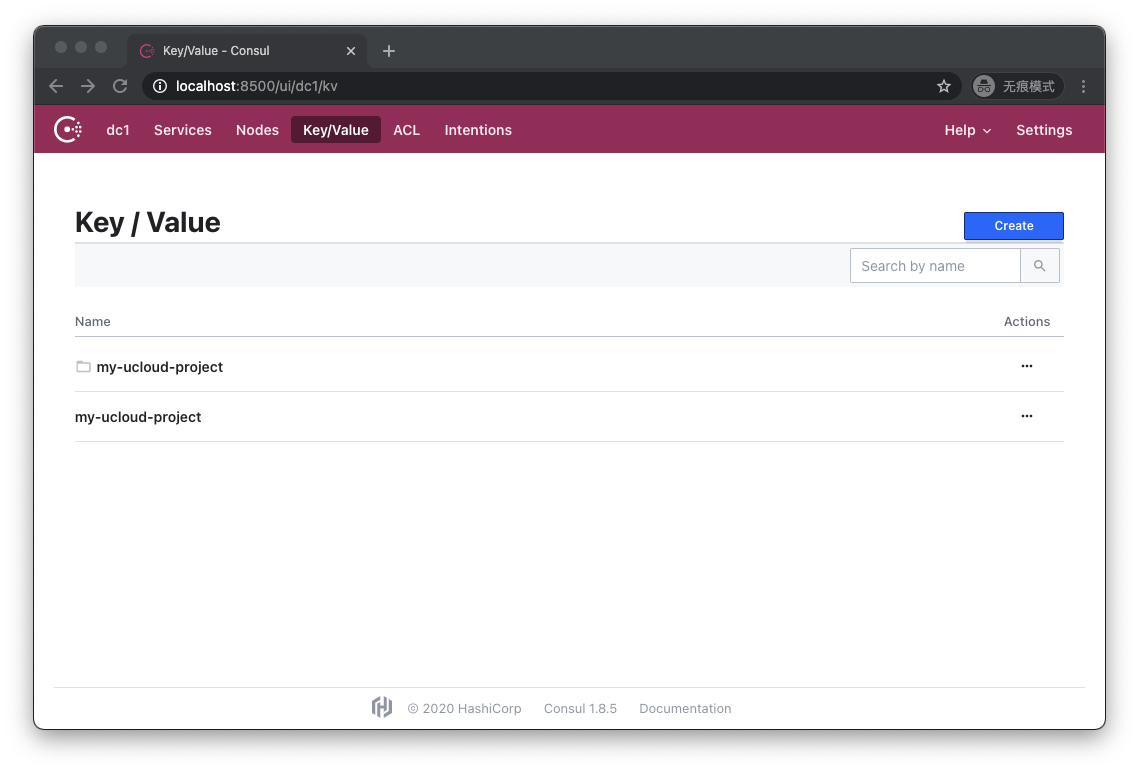 Key/Value - Consul
localhost:8500/ui/dc1/kv
无痕模式
dc1 Services Nodes Key/Value ACL Intentions Help Settings
Key / Value
Create
Search by name
Name Actions
my-ucloud-project
my-ucloud-project
© 2020 HashiCorp Consul 1.8.5 Documentation